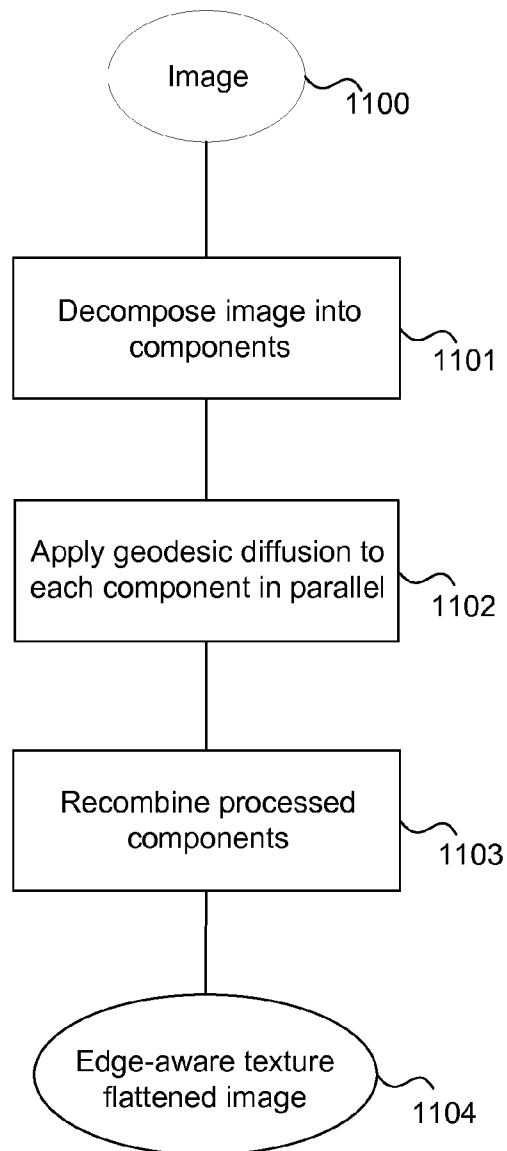 Image
1100
Decompose image into
components
1101
Apply geodesic diffusion to
each component in parallel
1102
Recombine processed
components
1103
Edge-aware texture
flattened image
1104